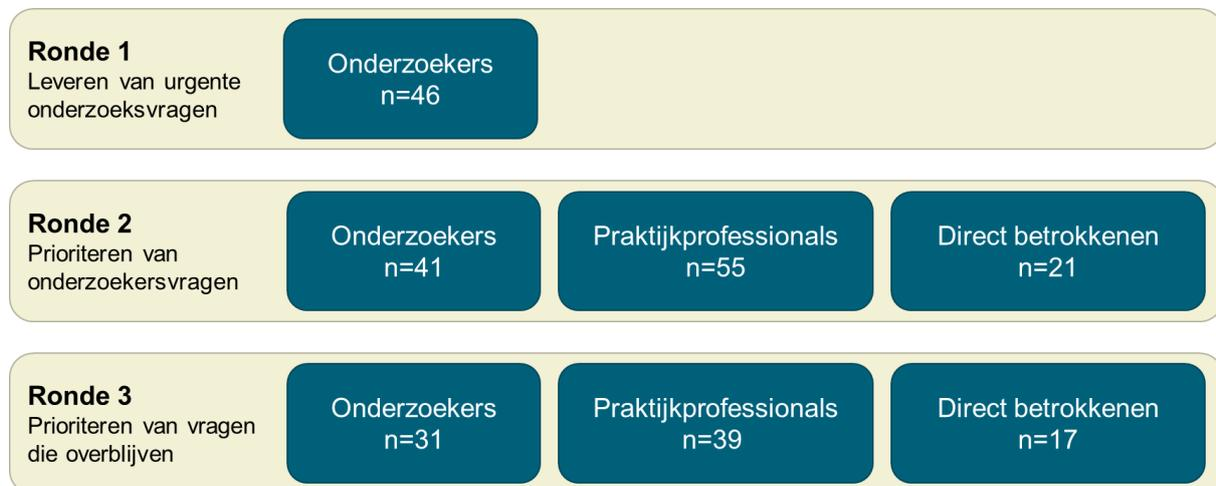 Ronde 1
Leveren van urgente
onderzoeksvragen
Onderzoekers
n=46
Ronde 2
Prioriteren van
onderzoekersvragen
Onderzoekers
n=41
Praktijkprofessionals
n=55
Direct betrokkenen
n=21
Ronde 3
Prioriteren van vragen
die overblijven
Onderzoekers
n=31
Praktijkprofessionals
n=39
Direct betrokkenen
n=17